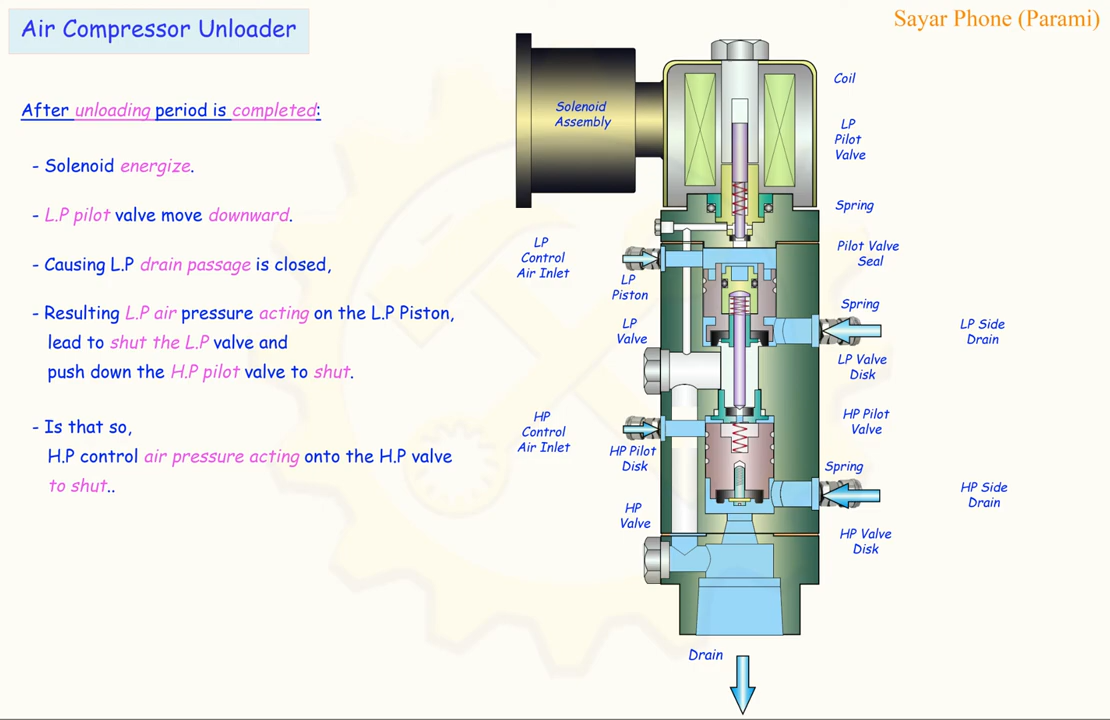 Air Compressor Unloader
Sayar Phone (Parami)
After unloading period is completed:
- Solenoid energize.
- L.P pilot valve move downward.
- Causing L.P drain passage is closed,
- Resulting L.P air pressure acting on the L.P Piston,
lead to shut the L.P valve and
push down the H.P pilot valve to shut.
- Is that so,
H.P control air pressure acting onto the H.P valve
to shut..
Solenoid
Assembly
Coil
LP
Pilot
Valve
Spring
LP
Control
Air Inlet
Pilot Valve
Seal
LP
Piston
Spring
LP
Valve
LP Side
Drain
LP Valve
Disk
HP
Control
Air Inlet
HP Pilot
Valve
HP Pilot
Disk
Spring
HP Side
Drain
HP
Valve
HP Valve
Disk
Drain